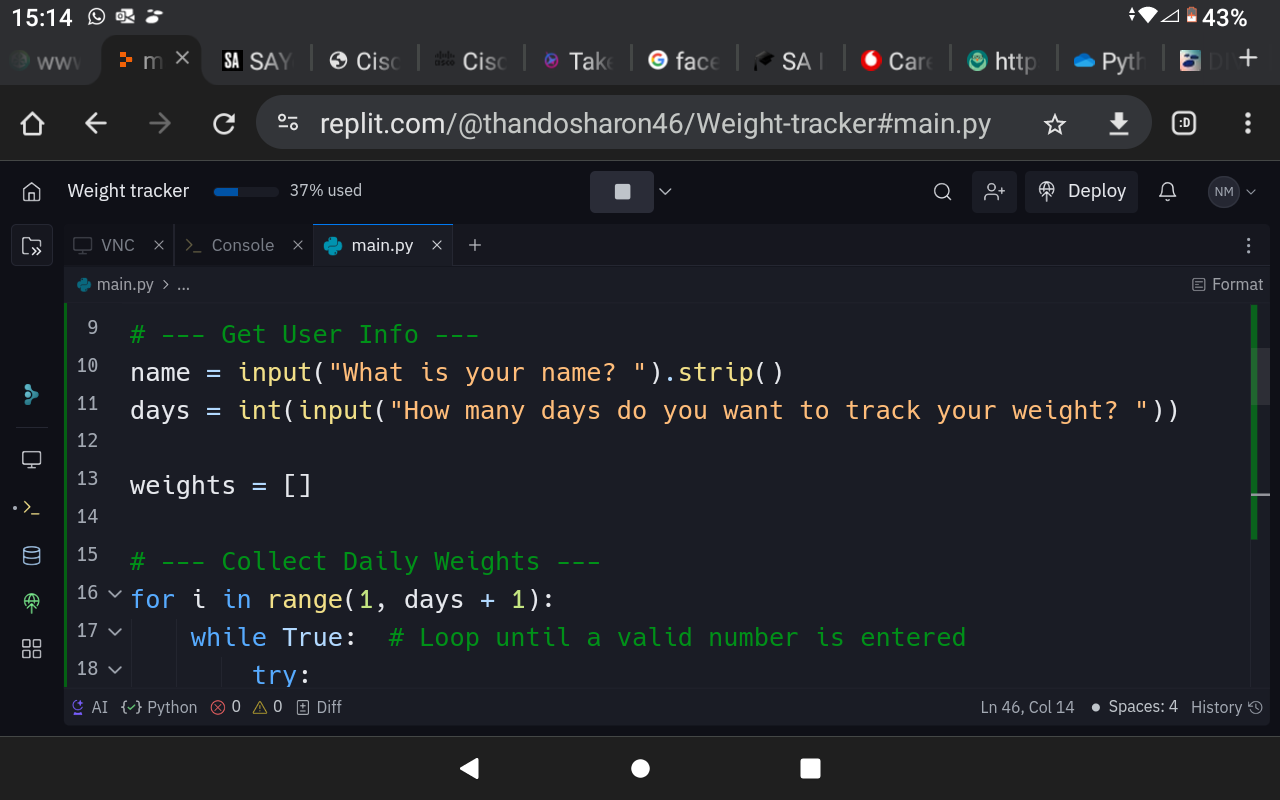 15:14 43%
m SAY Cisc Cisc Take face SA Care http Pyth
replit.com/@thandosharon46/Weight-tracker#main.py :D
Weight tracker 37% used Deploy NM
VNC >_ Console main.py
main.py > ... Format
9 # --- Get User Info ---
10 name = input("What is your name? ").strip()
11 days = int(input("How many days do you want to track your weight? "))
12
13 weights = []
14
15 # --- Collect Daily Weights ---
16 for i in range(1, days + 1):
17 while True: # Loop until a valid number is entered
18 try:
AI Python 0 0 Diff Ln 46, Col 14 Spaces: 4 History